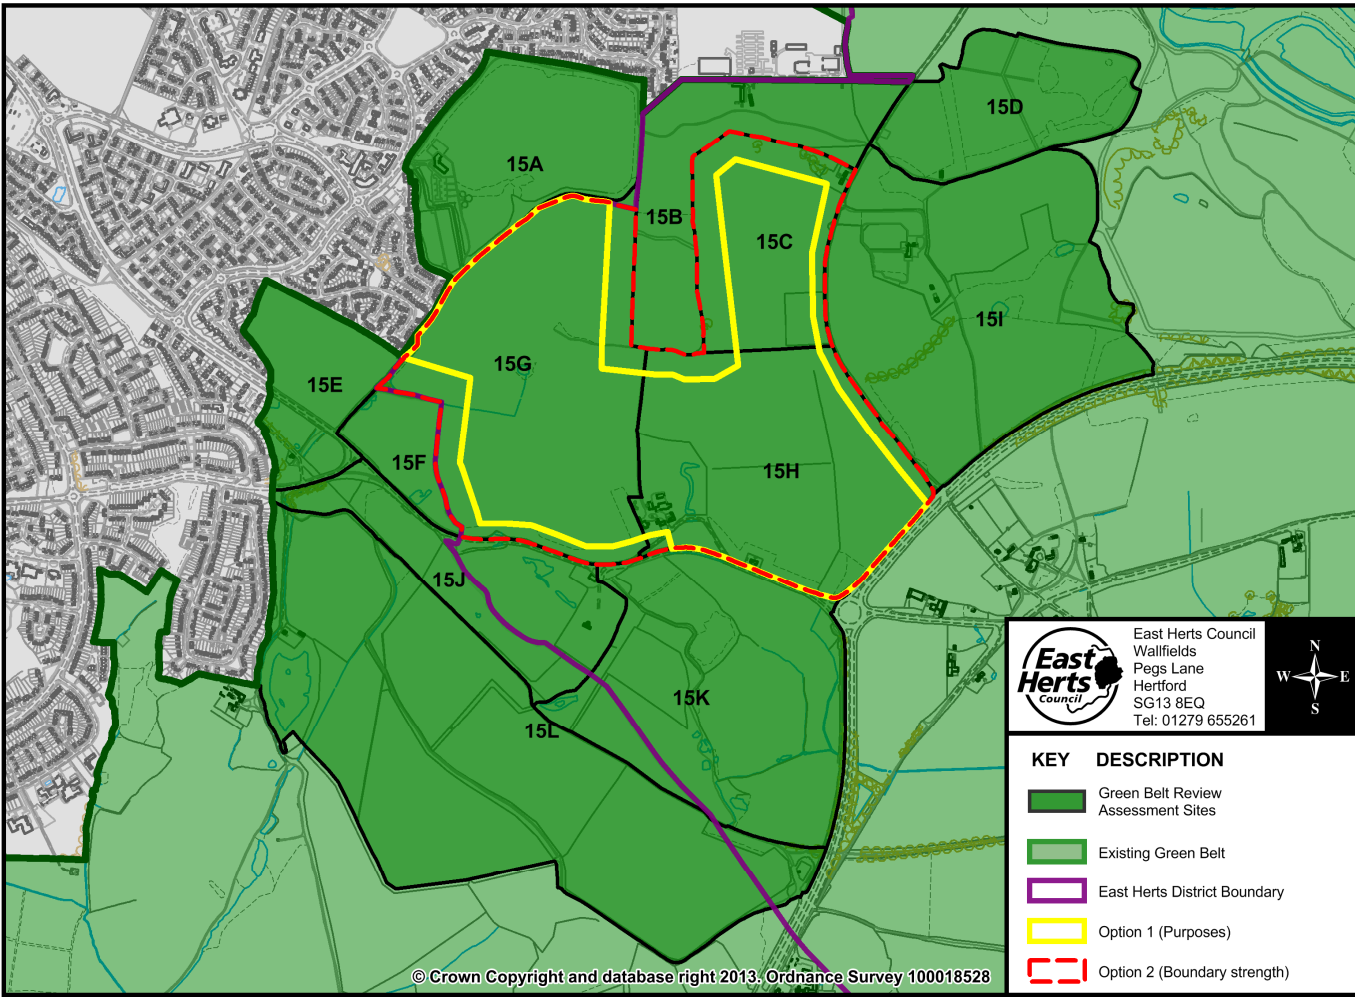 15A
15B
15C
15D
15E
15F
15G
15H
15I
15J
15K
15L
East
Herts
Council
East Herts Council
Wallfields
Pegs Lane
Hertford
SG13 8EQ
Tel: 01279 655261
N
W E
S
KEY DESCRIPTION
Green Belt Review
Assessment Sites
Existing Green Belt
East Herts District Boundary
Option 1 (Purposes)
Option 2 (Boundary strength)
© Crown Copyright and database right 2013. Ordnance Survey 100018528